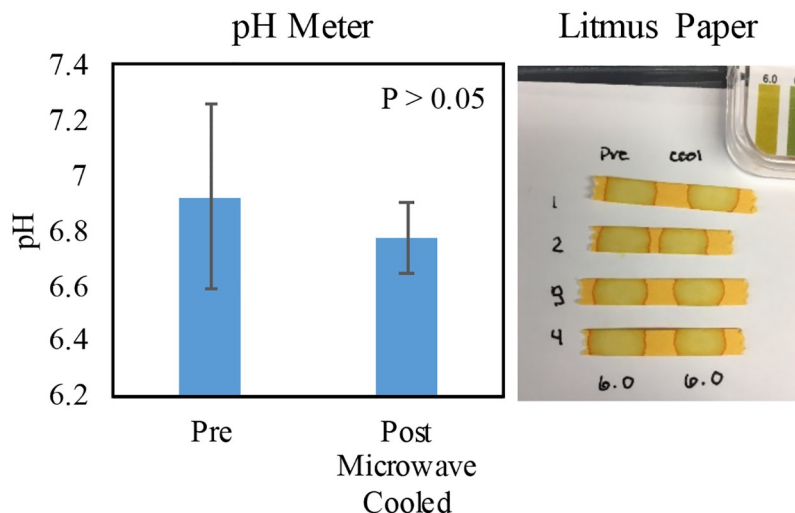 pH Meter
Litmus Paper
7.4
7.2
7
6.8
6.6
6.4
6.2
pH
P > 0.05
Pre
Post
Microwave
Cooled
6.0
Pre cool
1
2
3
4
6.0 6.0